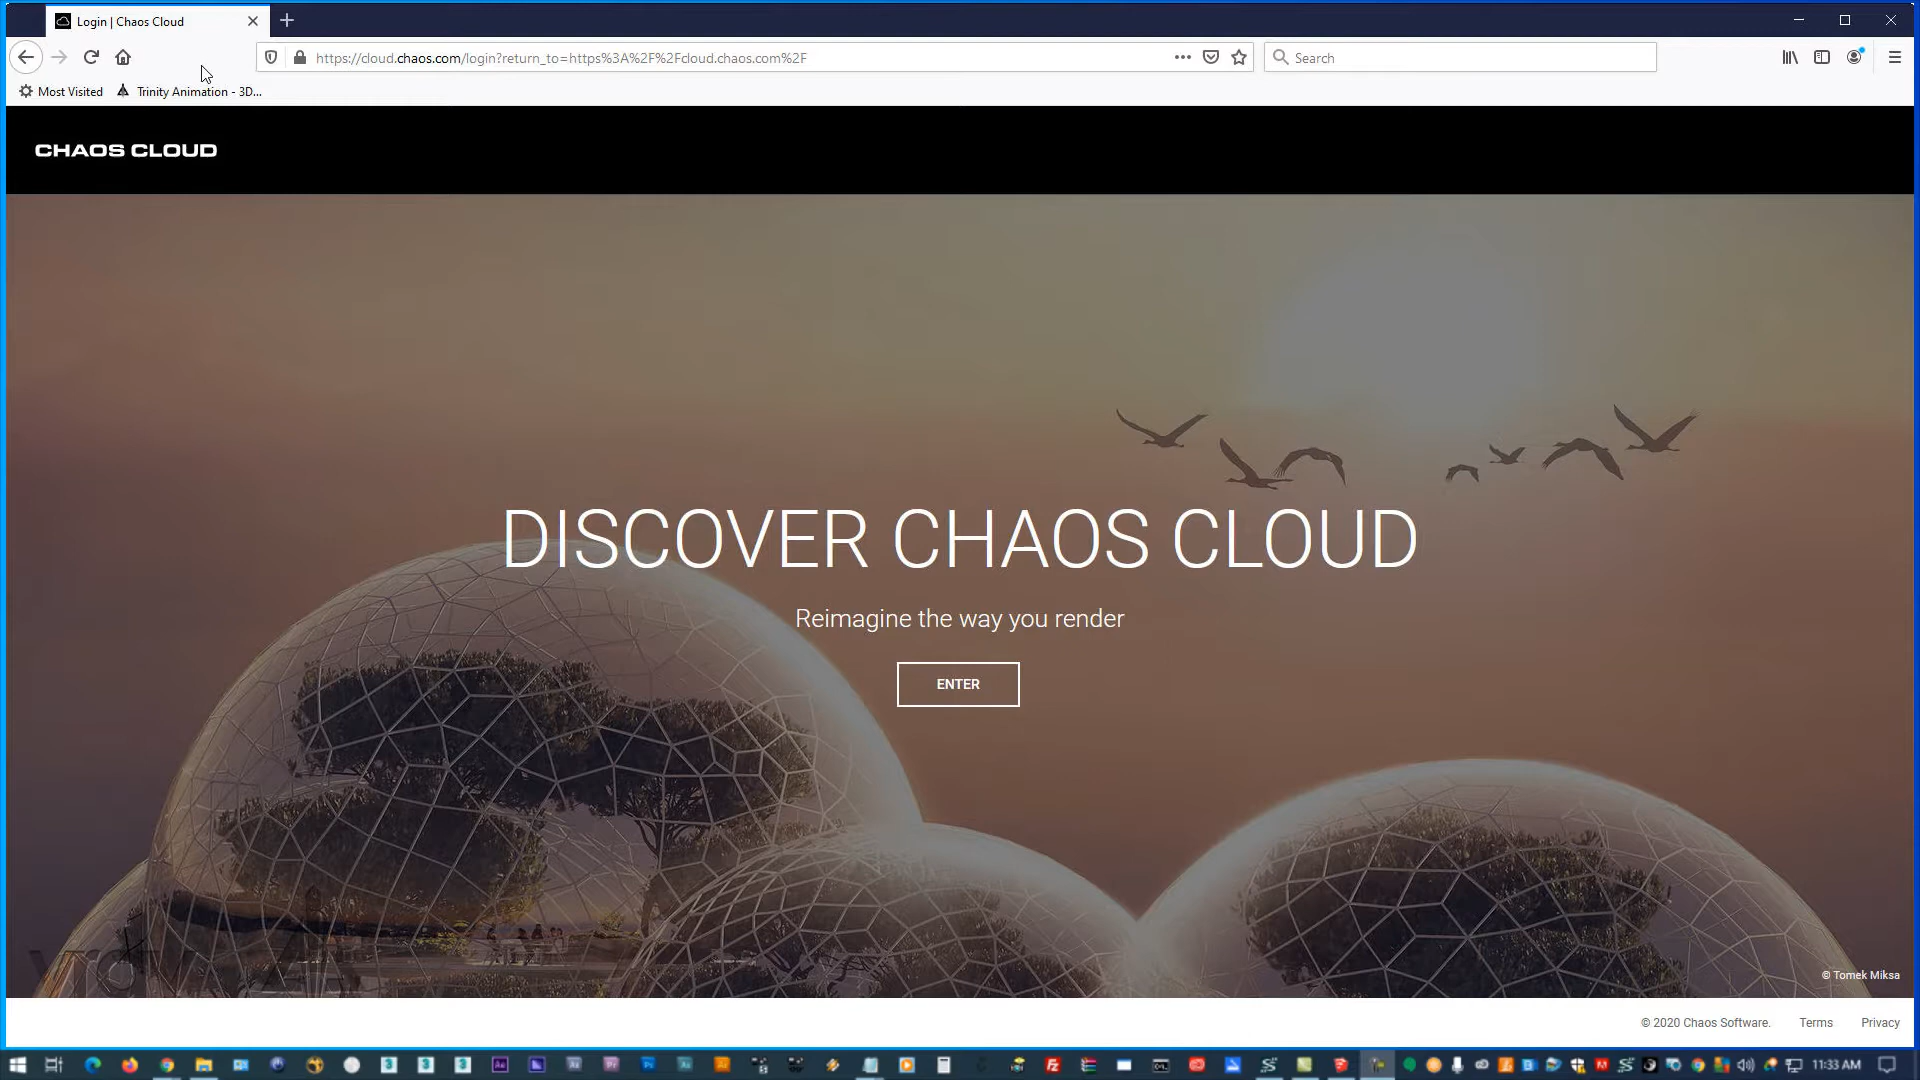 Login | Chaos Cloud
https://cloud.chaos.com/login?return_to=https%3A%2F%2Fcloud.chaos.com%2F
Search
Most Visited
Trinity Animation - 3D...
CHAOS CLOUD
DISCOVER CHAOS CLOUD
Reimagine the way you render
ENTER
© Tomek Miksa
© 2020 Chaos Software.
Terms
Privacy
11:33 AM